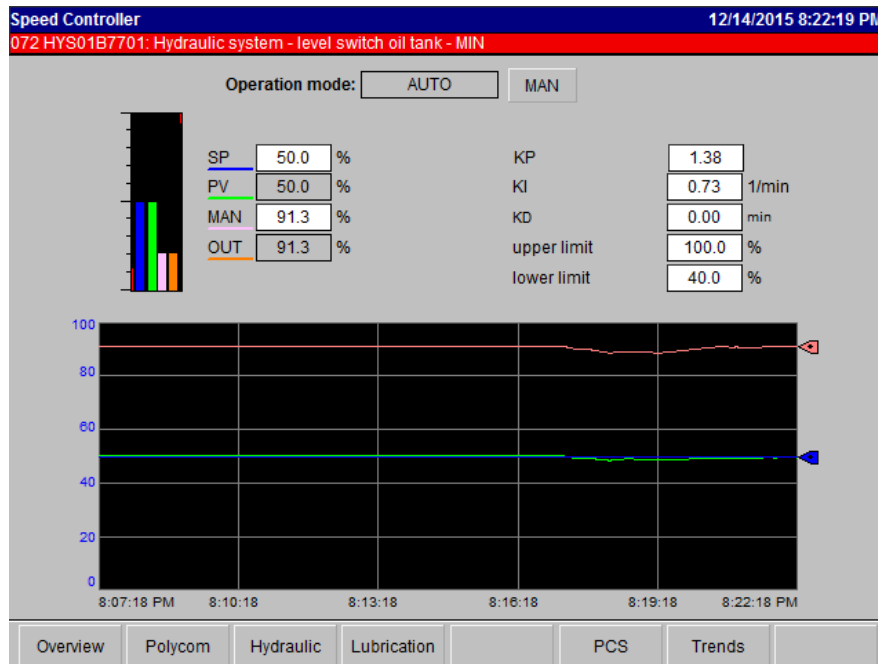 Speed Controller 12/14/2015 8:22:19 PM
072 HYS01B7701: Hydraulic system - level switch oil tank - MIN
Operation mode: AUTO MAN
SP 50.0 % KP 1.38
PV 50.0 % KI 0.73 1/min
MAN 91.3 % KD 0.00 min
OUT 91.3 % upper limit 100.0 %
lower limit 40.0 %
100
80
60
40
20
0
8:07:18 PM 8:10:18 8:13:18 8:16:18 8:19:18 8:22:18 PM
Overview Polycom Hydraulic Lubrication PCS Trends